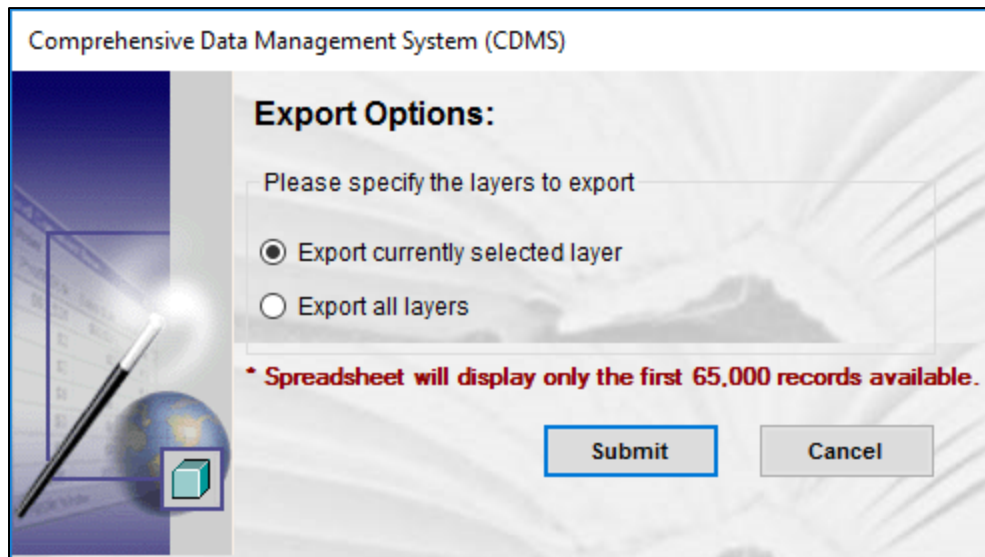 Comprehensive Data Management System (CDMS)
Export Options:
Please specify the layers to export
Export currently selected layer
Export all layers
* Spreadsheet will display only the first 65,000 records available.
Submit Cancel